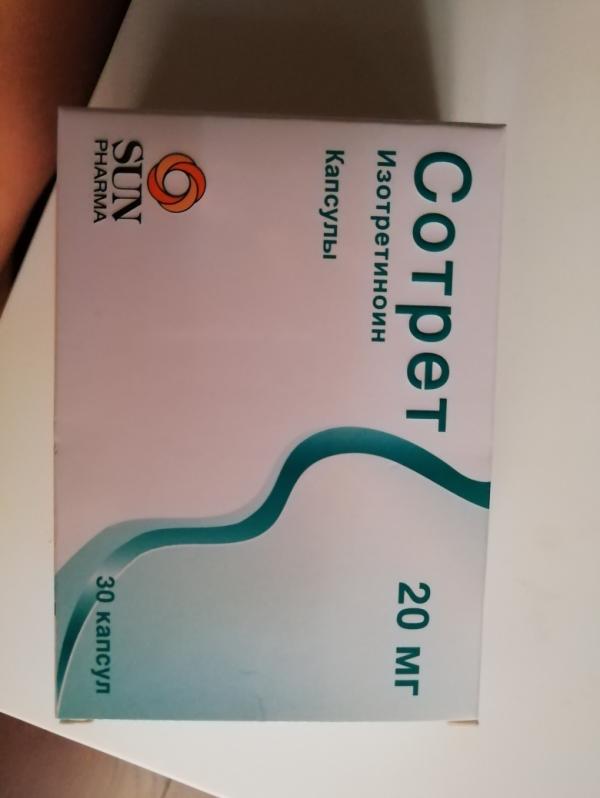 Сотрет
Изотретиноин
Капсулы
20 мг
SUN
PHARMA
30 капсул